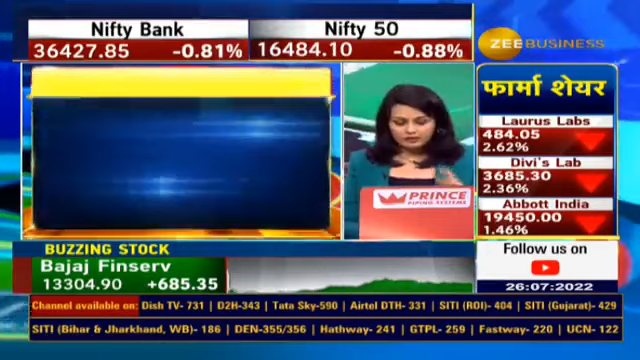 Nifty Bank
36427.85 -0.81%
Nifty 50
16484.10 -0.88%
ZEEBUSINESS
फार्मा शेयर
Laurus Labs
484.05
2.62%
Divi's Lab
3685.30
2.36%
Abbott India
19450.00
1.46%
PRINCE
PIPING SYSTEMS
BUZZING STOCK
Bajaj Finserv
13304.90 +685.35
Follow us on
26:07:2022
Channel available on: Dish TV- 731 | D2H-343 | Tata Sky-590 | Airtel DTH- 331 | SITI (RDI)- 404 | SITI (Gujarat)- 429
SITI (Bihar & Jharkhand, WB)- 186 | DEN-355/356 | Hathway- 241 | GTPL- 259 | Fastway- 220 | UCN- 122